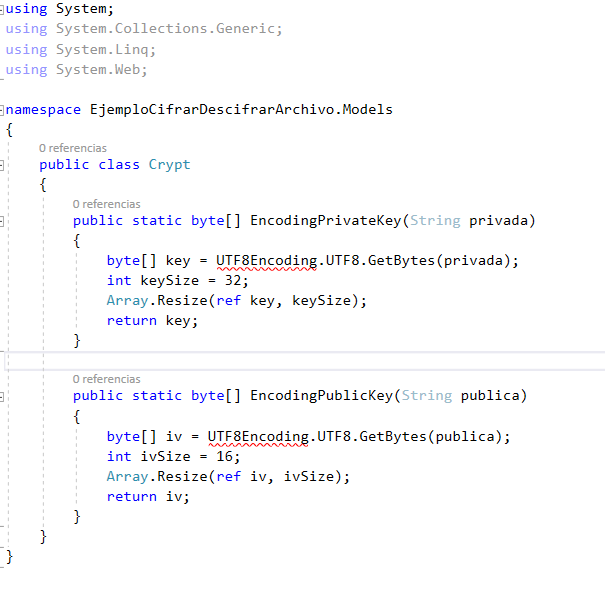 using System;
using System.Collections.Generic;
using System.Linq;
using System.Web;
namespace EjemploCifrarDescifrarArchivo.Models
{
0 referencias
public class Crypt
{
0 referencias
public static byte[] EncodingPrivateKey(String privada)
{
byte[] key = UTF8Encoding.UTF8.GetBytes(privada);
int keySize = 32;
Array.Resize(ref key, keySize);
return key;
}
0 referencias
public static byte[] EncodingPublicKey(String publica)
{
byte[] iv = UTF8Encoding.UTF8.GetBytes(publica);
int ivSize = 16;
Array.Resize(ref iv, ivSize);
return iv;
}
}
}